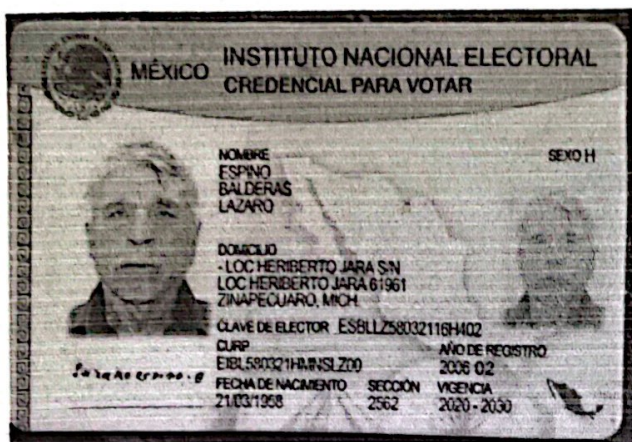 MÉXICO INSTITUTO NACIONAL ELECTORAL
CREDENCIAL PARA VOTAR
NOMBRE SEXO H
ESPINO
BALDERAS
LAZARO
DOMICILIO
- LOC HERIBERTO JARA S/N
LOC HERIBERTO JARA 61961
ZINAPECUARO, MICH.
CLAVE DE ELECTOR ESBLLZ58032116H402
CURP AÑO DE REGISTRO
EIBL580321HMNSLZ00 2006 02
FECHA DE NACIMIENTO SECCIÓN VIGENCIA
21/03/1958 2562 2020 - 2030